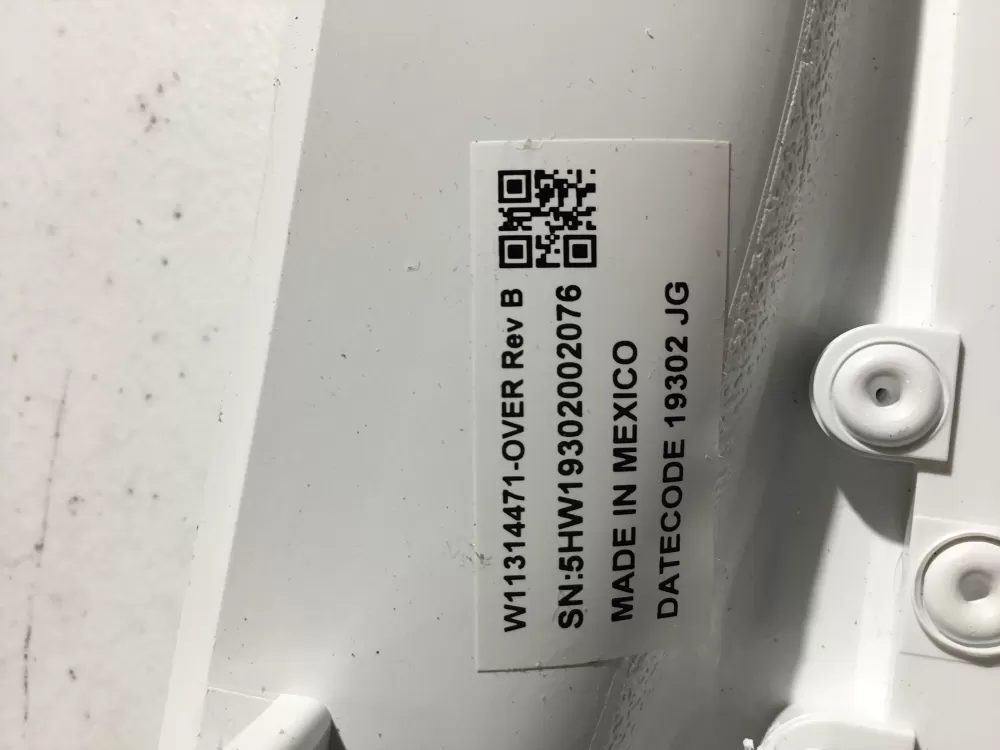 W11314471-OVER Rev B
SN:5HW19302002076
MADE IN MEXICO
DATECODE 19302 JG